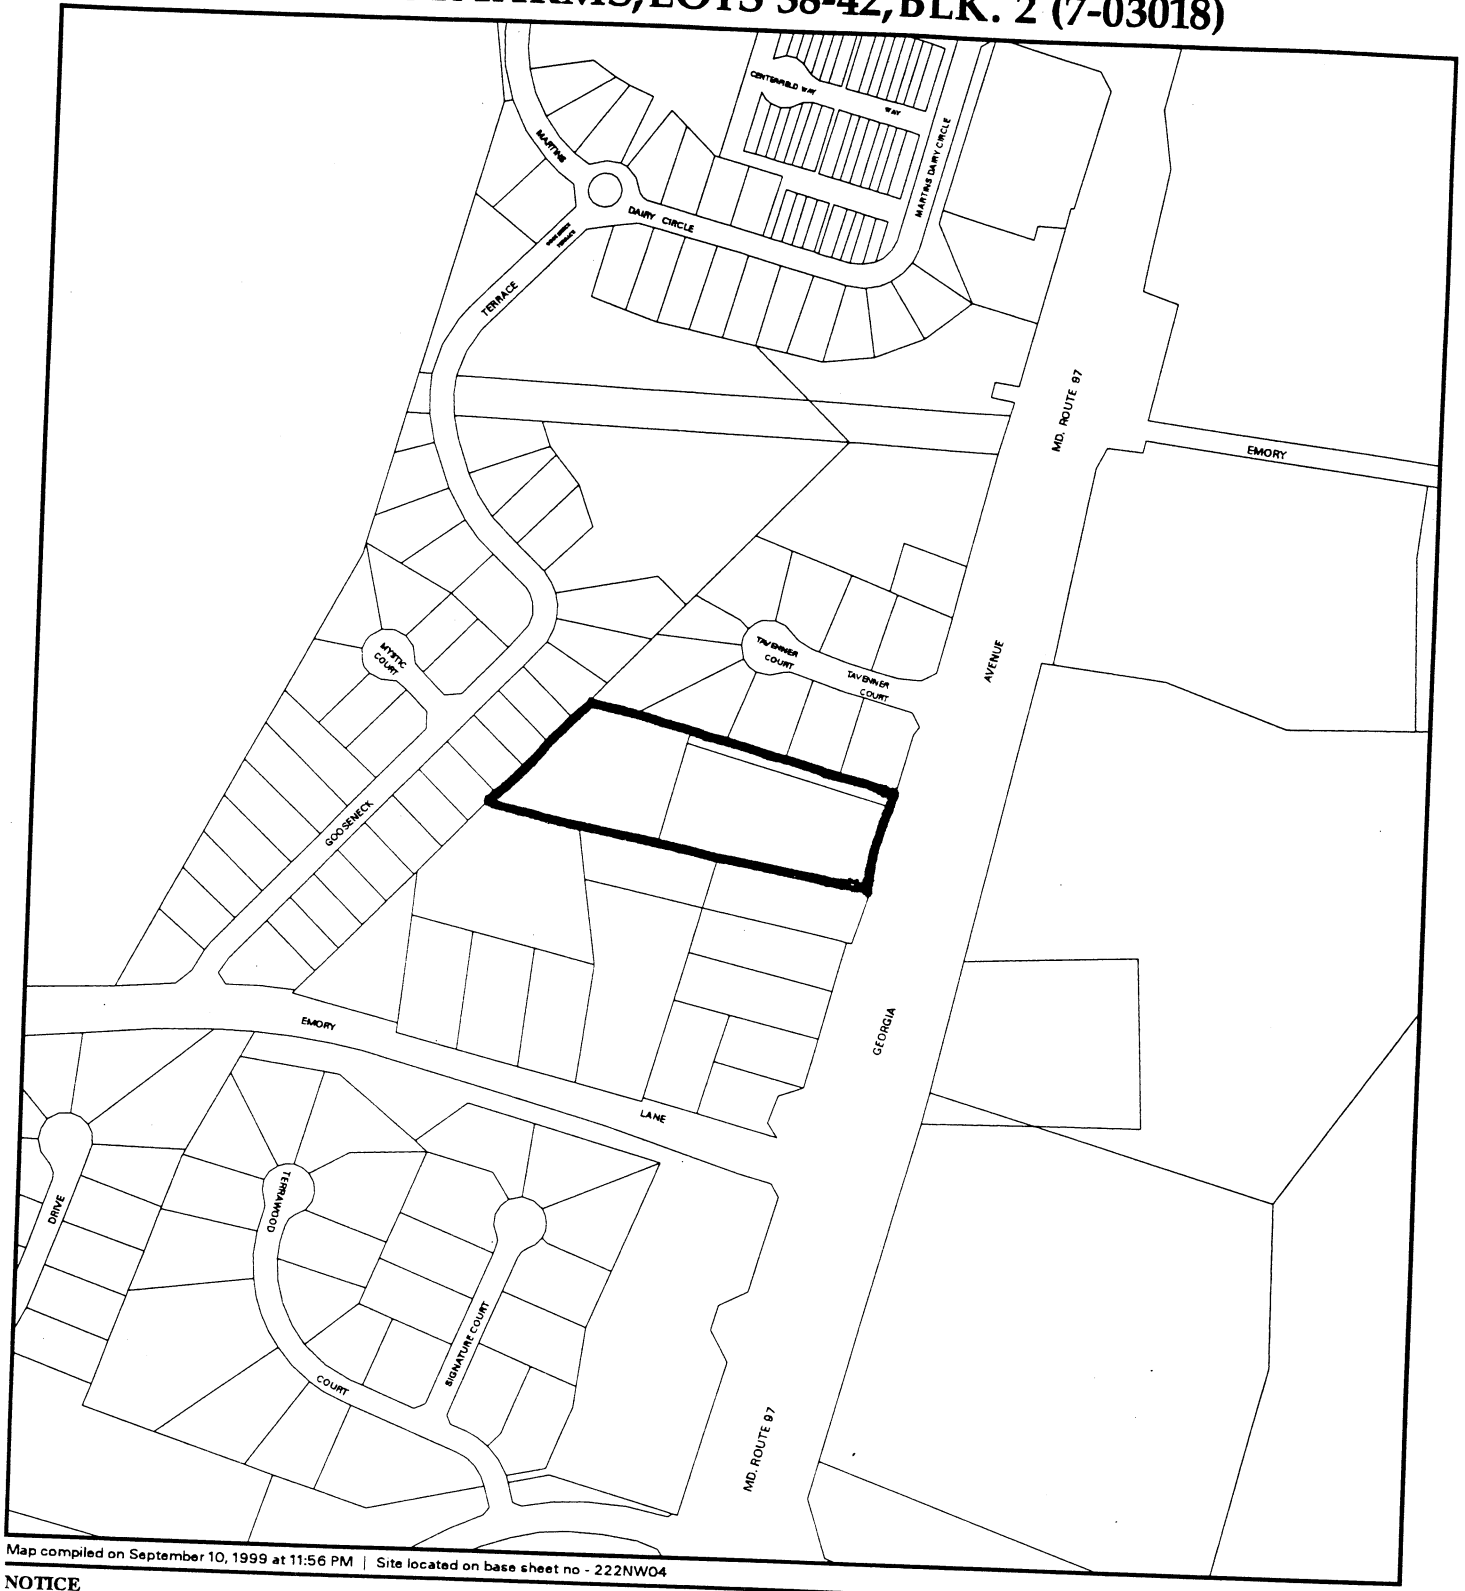 LOTS 38-42, BLK. 2 (7-03018)
CENTERFIELD WAY
WAY
MARTINS
MARTINS DAIRY CIRCLE
DAIRY CIRCLE
TERRACE
TERRACE
MD. ROUTE 97
EMORY
TAVENNER
COURT
TAVENNER
COURT
AVENUE
MYSTIC
COURT
GOOSENECK
EMORY
GEORGIA
LANE
DRIVE
TERRAWOOD
SIGNATURE COURT
COURT
MD. ROUTE 97
Map compiled on September 10, 1999 at 11:56 PM | Site located on base sheet no - 222NW04
NOTICE